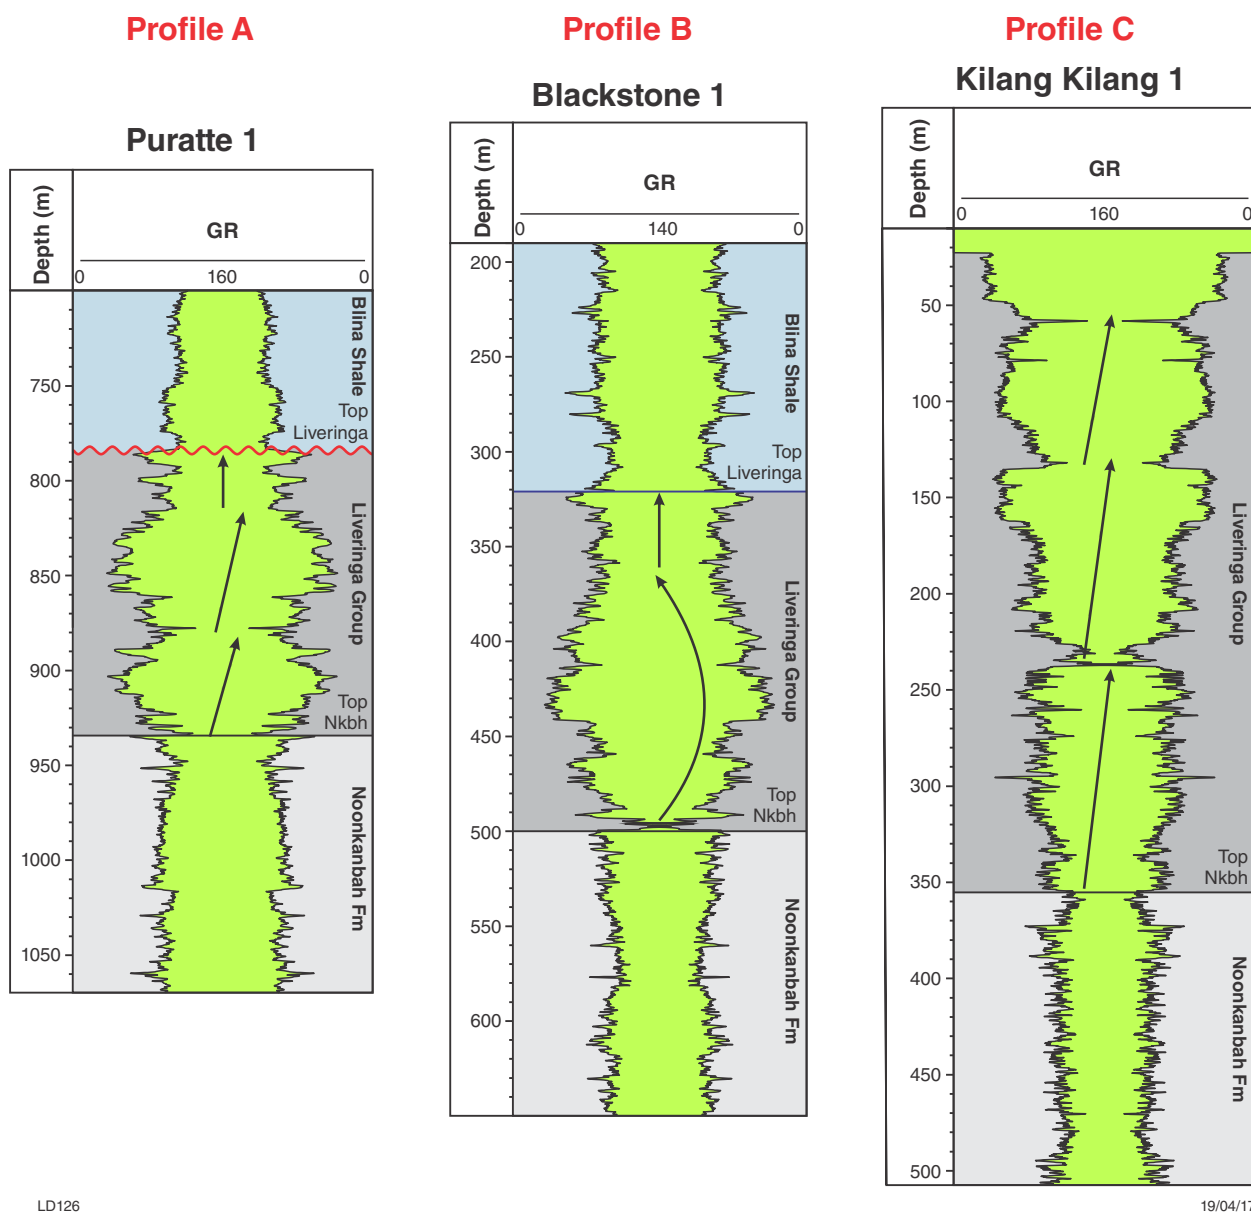 Profile A
Profile B
Profile C
Puratte 1
Blackstone 1
Kilang Kilang 1
Depth (m)
GR
0 160 0
750
800
850
900
950
1000
1050
Blina Shale
Top
Liveringa
Liveringa Group
Top
Nkbh
Noonkanbah Fm
Depth (m)
GR
0 140 0
200
250
300
350
400
450
500
550
600
Blina Shale
Top
Liveringa
Liveringa Group
Top
Nkbh
Noonkanbah Fm
Depth (m)
GR
0 160 0
50
100
150
200
250
300
350
400
450
500
Liveringa Group
Top
Nkbh
Noonkanbah Fm
LD126
19/04/17